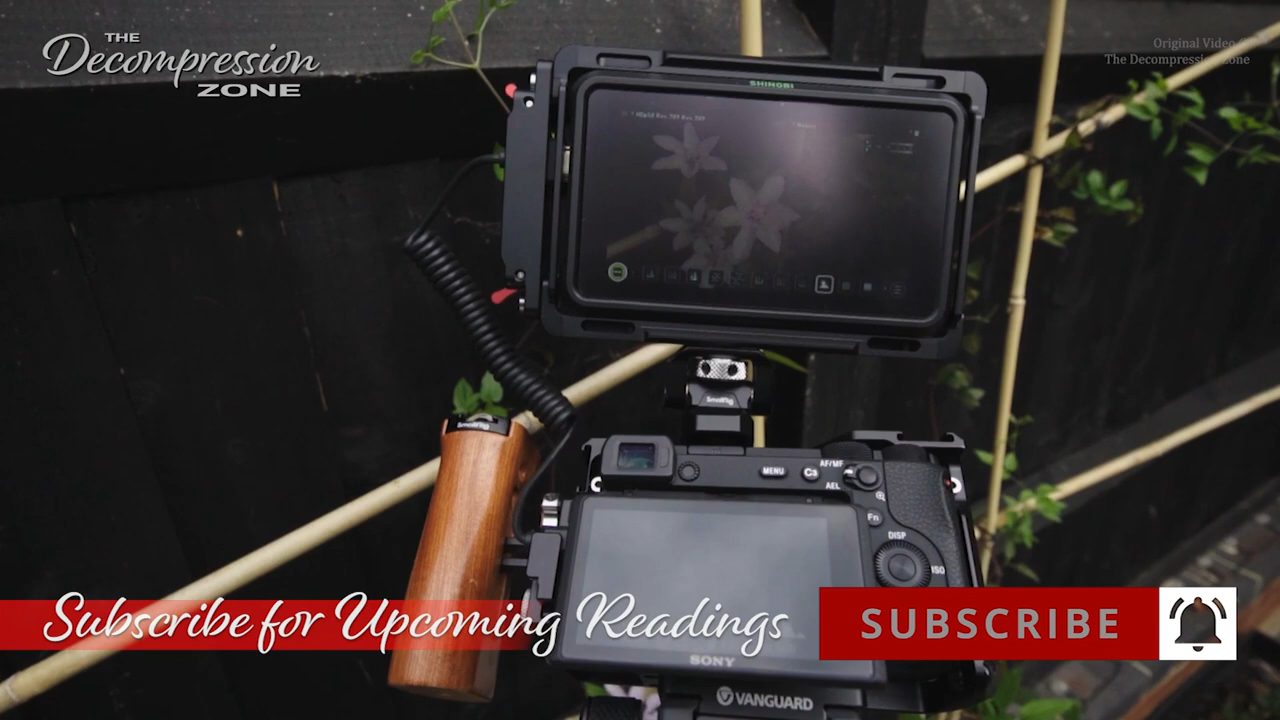 THE
Decompression
ZONE
Original Video
The Decompression Zone
SHINOBI
SmallRig
SmallRig
MENU
C3
AF/MF
AEL
Fn
DISP
ISO
Subscribe for Upcoming Readings
SUBSCRIBE
SONY
VANGUARD